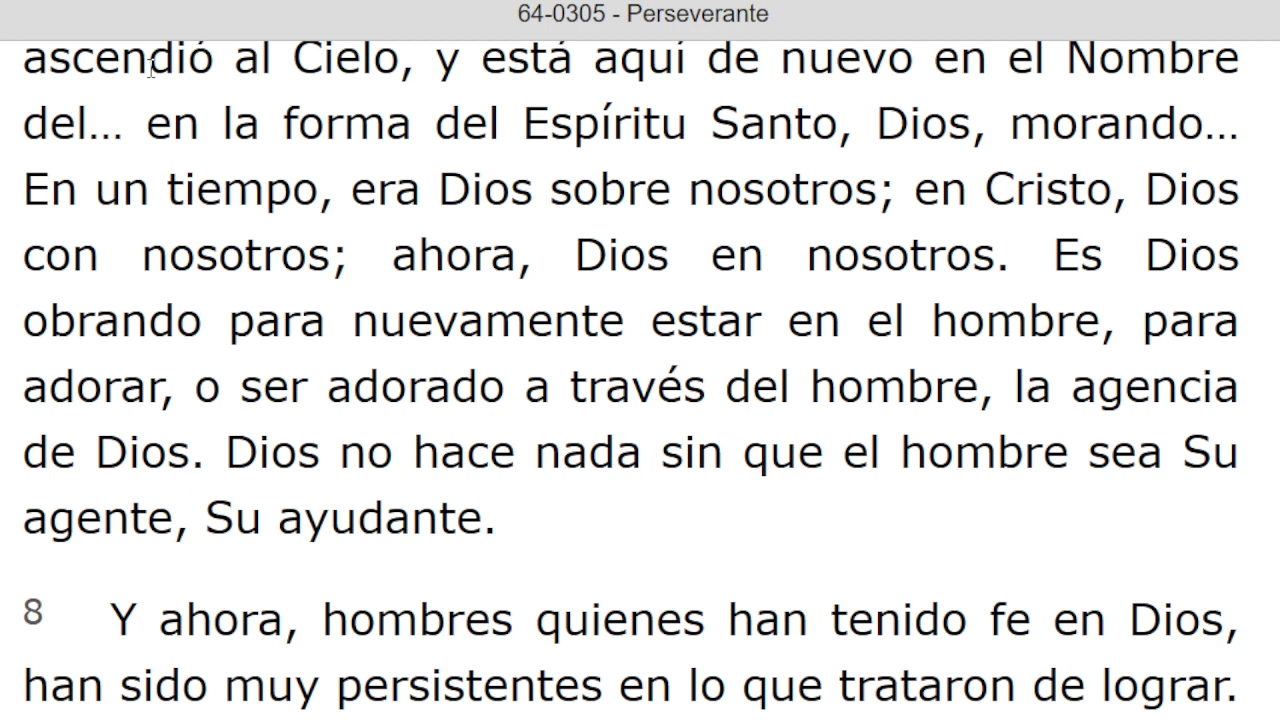 64-0305 - Perseverante
ascendió al Cielo, y está aquí de nuevo en el Nombre
del… en la forma del Espíritu Santo, Dios, morando…
En un tiempo, era Dios sobre nosotros; en Cristo, Dios
con nosotros; ahora, Dios en nosotros. Es Dios
obrando para nuevamente estar en el hombre, para
adorar, o ser adorado a través del hombre, la agencia
de Dios. Dios no hace nada sin que el hombre sea Su
agente, Su ayudante.
8 Y ahora, hombres quienes han tenido fe en Dios,
han sido muy persistentes en lo que trataron de lograr.